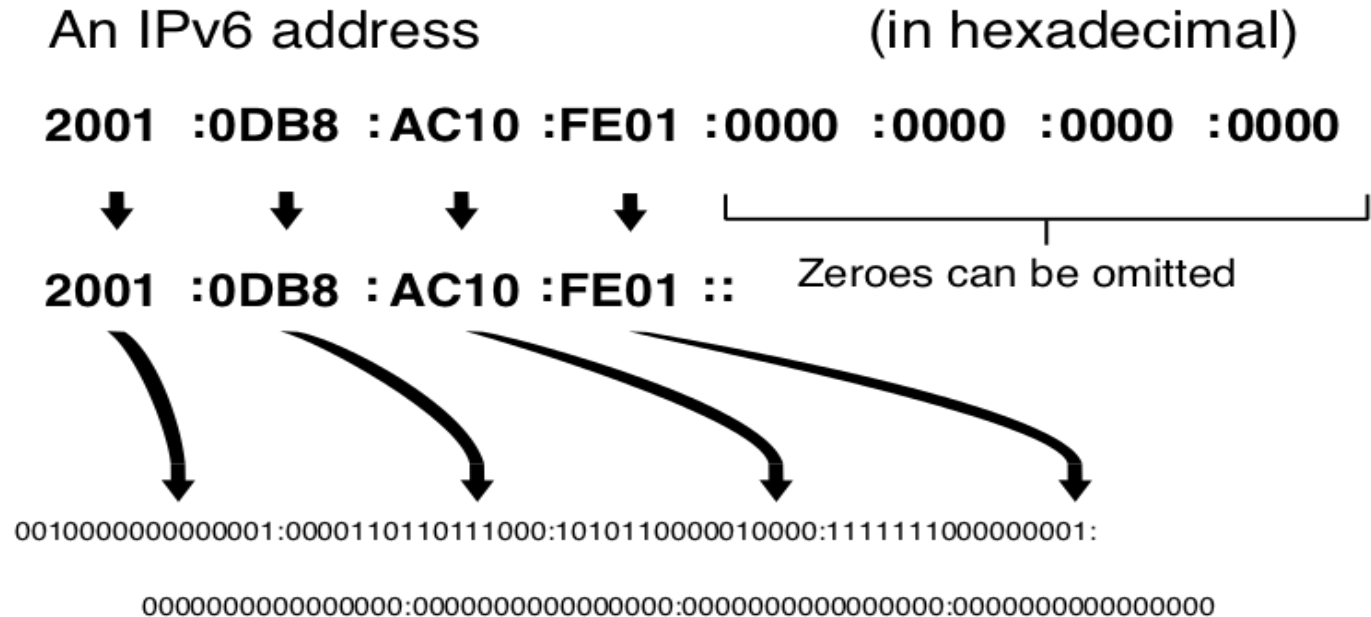 An IPv6 address (in hexadecimal)
2001 :0DB8 :AC10 :FE01 :0000 :0000 :0000 :0000
2001 :0DB8 :AC10 :FE01 ::
Zeroes can be omitted
0010000000000001:0000110110111000:1010110000010000:1111111000000001:
0000000000000000:0000000000000000:0000000000000000:0000000000000000